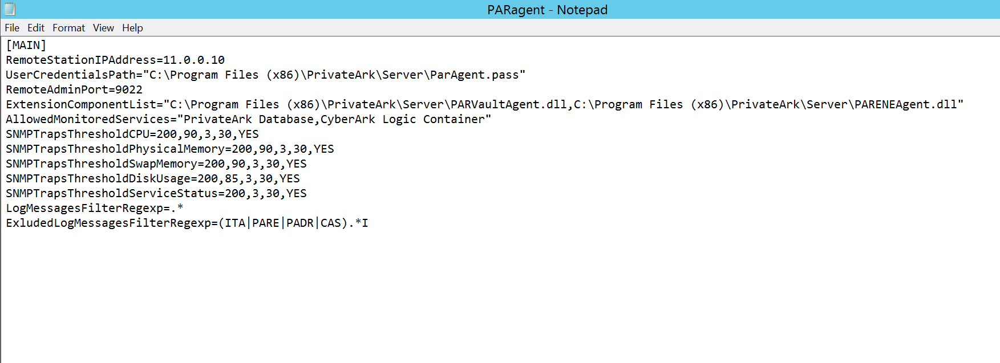 PARagent - Notepad
File Edit Format View Help
[MAIN]
RemoteStationIPAddress=11.0.0.10
UserCredentialsPath="C:\Program Files (x86)\PrivateArk\Server\ParAgent.pass"
RemoteAdminPort=9022
ExtensionComponentList="C:\Program Files (x86)\PrivateArk\Server\PARVaultAgent.dll,C:\Program Files (x86)\PrivateArk\Server\PARENEAgent.dll"
AllowedMonitoredServices="PrivateArk Database,CyberArk Logic Container"
SNMPTrapsThresholdCPU=200,90,3,30,YES
SNMPTrapsThresholdPhysicalMemory=200,90,3,30,YES
SNMPTrapsThresholdSwapMemory=200,90,3,30,YES
SNMPTrapsThresholdDiskUsage=200,85,3,30,YES
SNMPTrapsThresholdServiceStatus=200,3,30,YES
LogMessagesFilterRegexp=.*
ExludedLogMessagesFilterRegexp=(ITA|PARE|PADR|CAS).*I